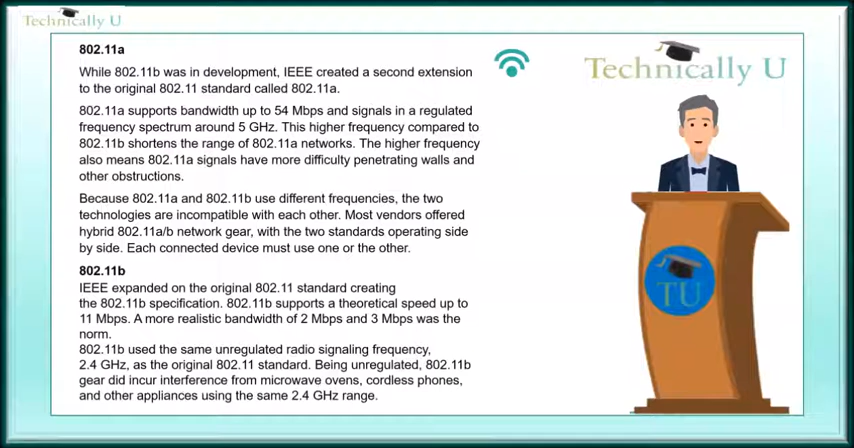 Technically U
802.11a
While 802.11b was in development, IEEE created a second extension
to the original 802.11 standard called 802.11a.
802.11a supports bandwidth up to 54 Mbps and signals in a regulated
frequency spectrum around 5 GHz. This higher frequency compared to
802.11b shortens the range of 802.11a networks. The higher frequency
also means 802.11a signals have more difficulty penetrating walls and
other obstructions.
Because 802.11a and 802.11b use different frequencies, the two
technologies are incompatible with each other. Most vendors offered
hybrid 802.11a/b network gear, with the two standards operating side
by side. Each connected device must use one or the other.
802.11b
IEEE expanded on the original 802.11 standard creating
the 802.11b specification. 802.11b supports a theoretical speed up to
11 Mbps. A more realistic bandwidth of 2 Mbps and 3 Mbps was the
norm.
802.11b used the same unregulated radio signaling frequency,
2.4 GHz, as the original 802.11 standard. Being unregulated, 802.11b
gear did incur interference from microwave ovens, cordless phones,
and other appliances using the same 2.4 GHz range.
Technically U
TU